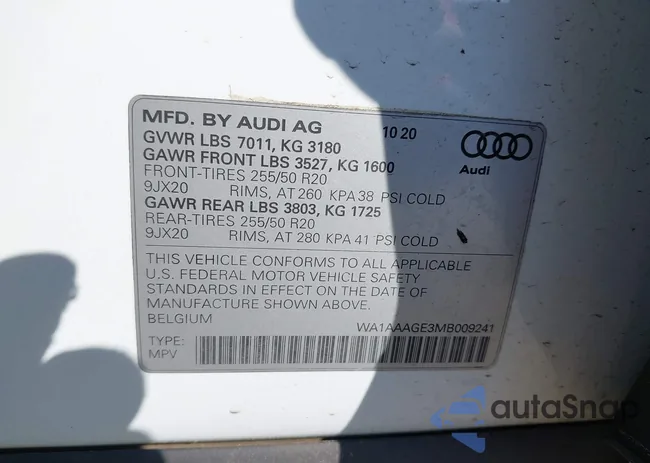 MFD. BY AUDI AG 10 20
GVWR LBS 7011, KG 3180
GAWR FRONT LBS 3527, KG 1600
FRONT-TIRES 255/50 R20
9JX20 RIMS, AT 260 KPA 38 PSI COLD
GAWR REAR LBS 3803, KG 1725
REAR-TIRES 255/50 R20
9JX20 RIMS, AT 280 KPA 41 PSI COLD
Audi
THIS VEHICLE CONFORMS TO ALL APPLICABLE
U.S. FEDERAL MOTOR VEHICLE SAFETY
STANDARDS IN EFFECT ON THE DATE OF
MANUFACTURE SHOWN ABOVE.
BELGIUM WA1AAAGE3MB009241
TYPE:
MPV
autoSnap